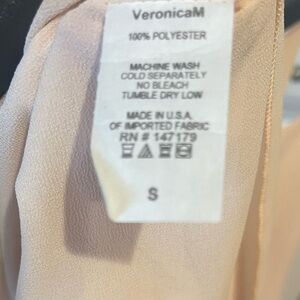 VeronicaM
100% POLYESTER
MACHINE WASH
COLD SEPARATELY
NO BLEACH
TUMBLE DRY LOW
MADE IN U.S.A.
OF IMPORTED FABRIC
RN # 147179
S